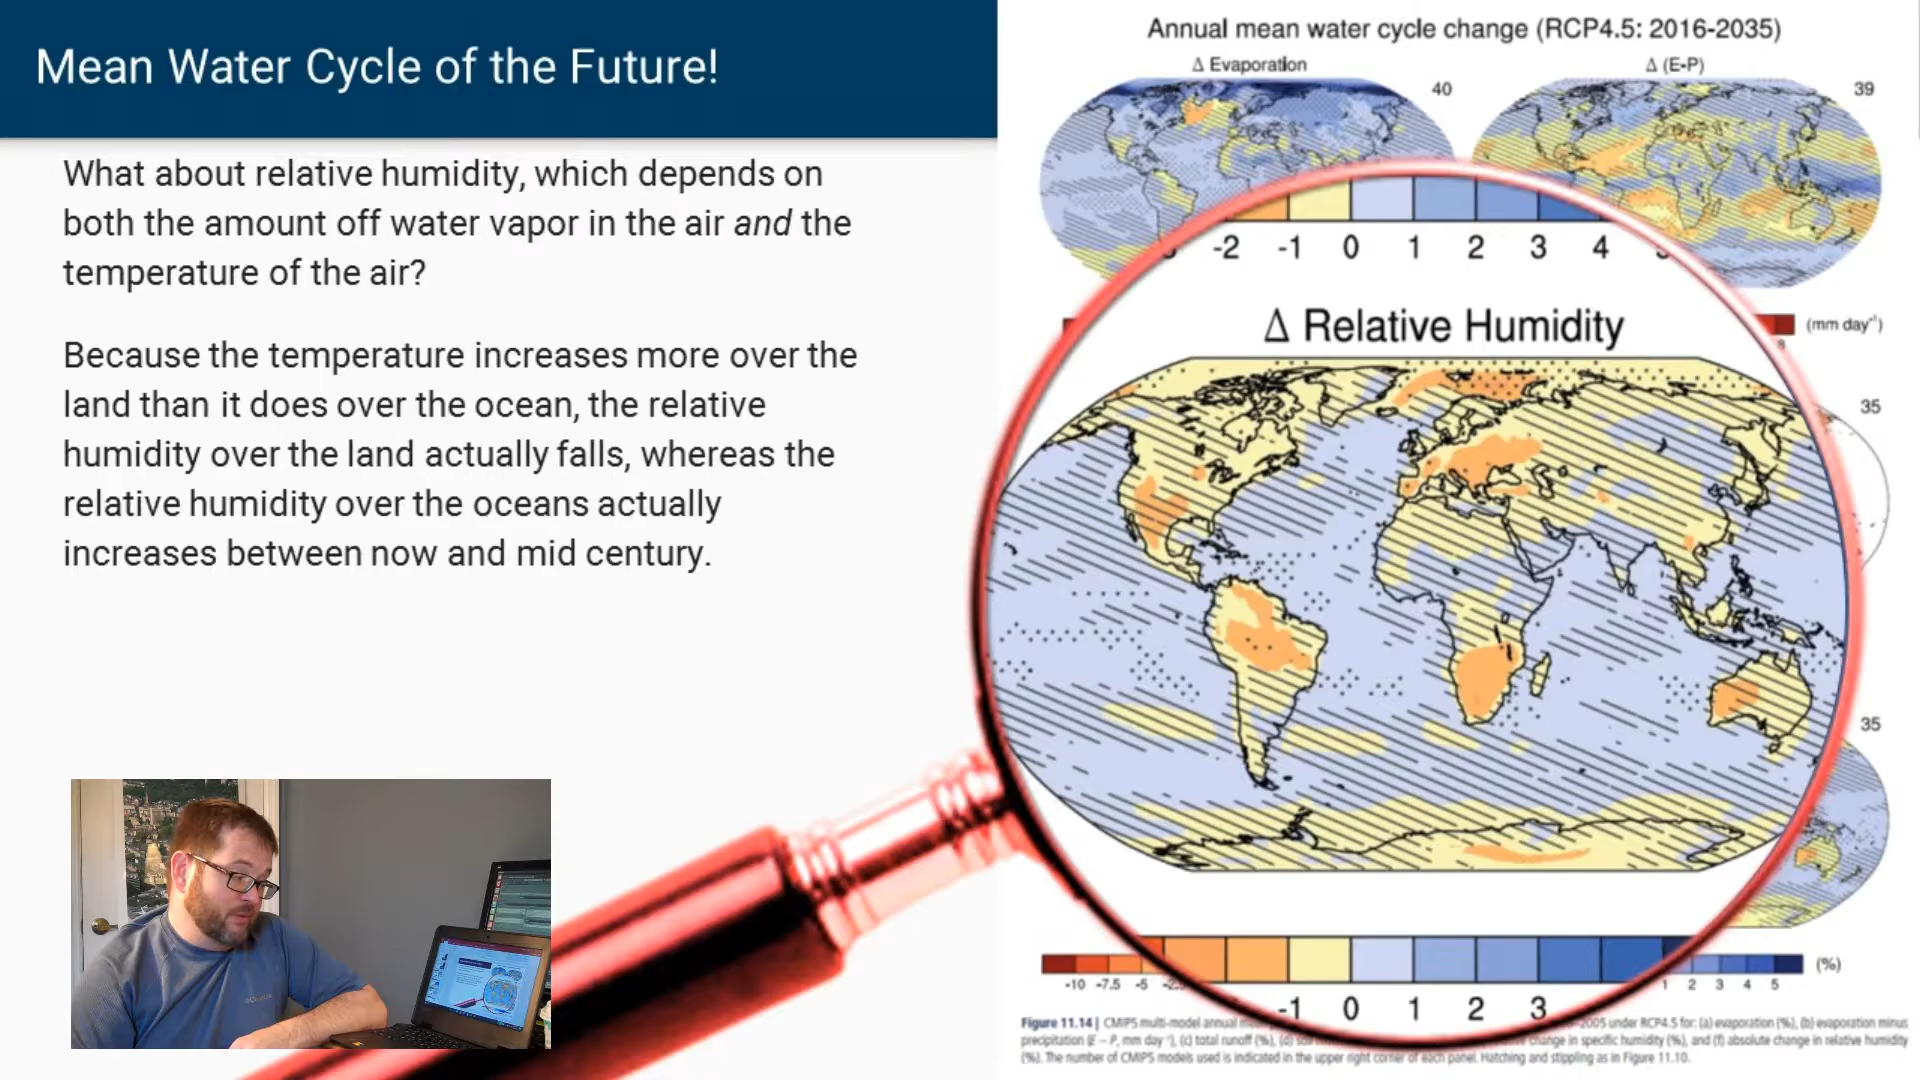 Mean Water Cycle of the Future!
What about relative humidity, which depends on
both the amount off water vapor in the air and the
temperature of the air?
Because the temperature increases more over the
land than it does over the ocean, the relative
humidity over the land actually falls, whereas the
relative humidity over the oceans actually
increases between now and mid century.
Annual mean water cycle change (RCP4.5: 2016-2035)
Δ Evaporation
Δ (E-P)
40
39
-2 -1 0 1 2 3 4
(mm day⁻¹)
Δ Relative Humidity
35
35
(%)
-10 -7.5 -5
1 2 3 4 5
-1 0 1 2 3
Figure 11.14 | CMIP5 multi-model annual 2005 under RCP4.5 for: (a) evaporation (%), (b) evaporation minus
precipitation (E – P, mm day⁻¹), (c) total runoff (%), (d) change in specific humidity (%), and (f) absolute change in relative humidity
(%). The number of CMIP5 models used is indicated in the upper right corner of each panel. Hatching and stippling as in Figure 11.10.